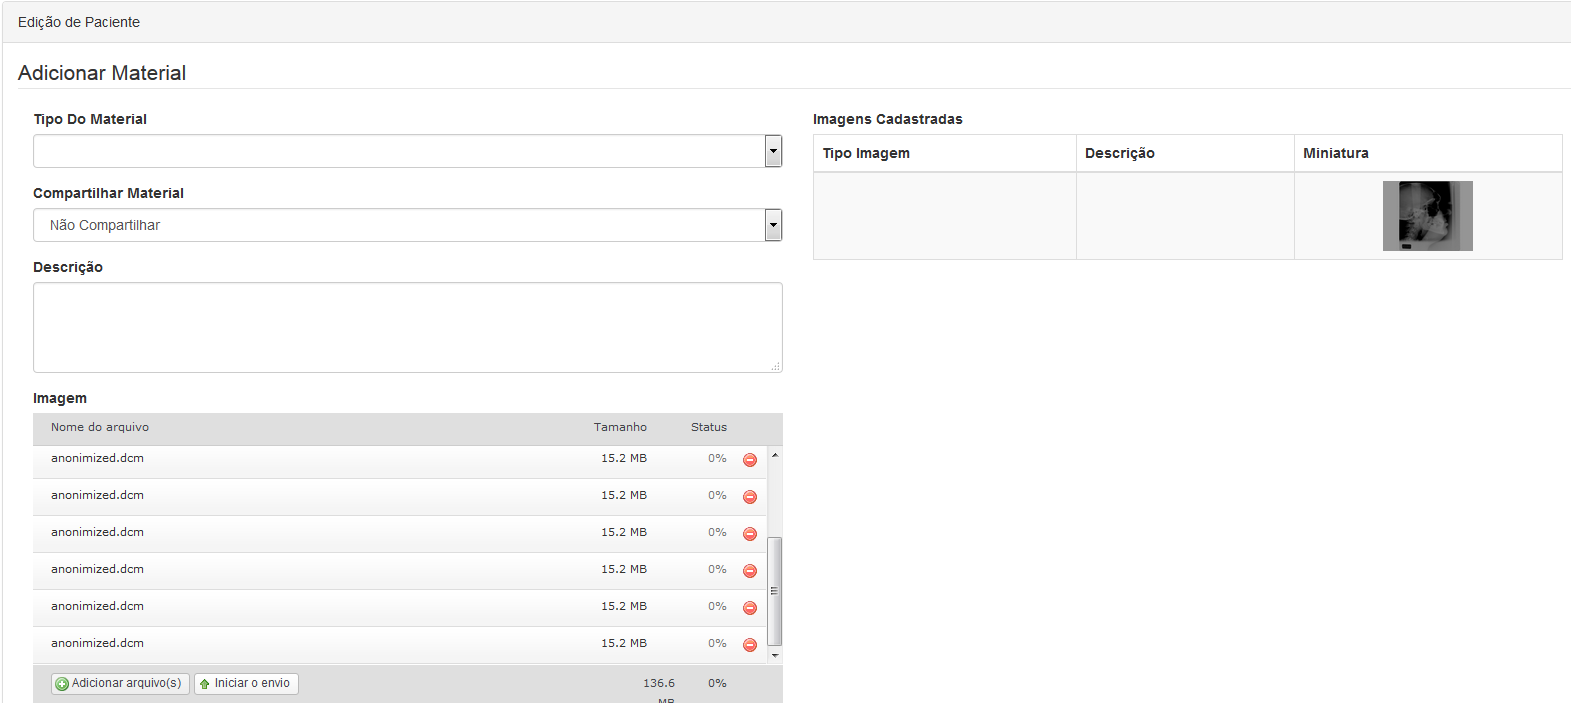 Edição de Paciente
Adicionar Material
Tipo Do Material
Compartilhar Material
Não Compartilhar
Descrição
Imagem
Nome do arquivo Tamanho Status
anonimized.dcm 15.2 MB 0%
anonimized.dcm 15.2 MB 0%
anonimized.dcm 15.2 MB 0%
anonimized.dcm 15.2 MB 0%
anonimized.dcm 15.2 MB 0%
anonimized.dcm 15.2 MB 0%
Adicionar arquivo(s) Iniciar o envio 136.6 0%
MB
Imagens Cadastradas
Tipo Imagem Descrição Miniatura